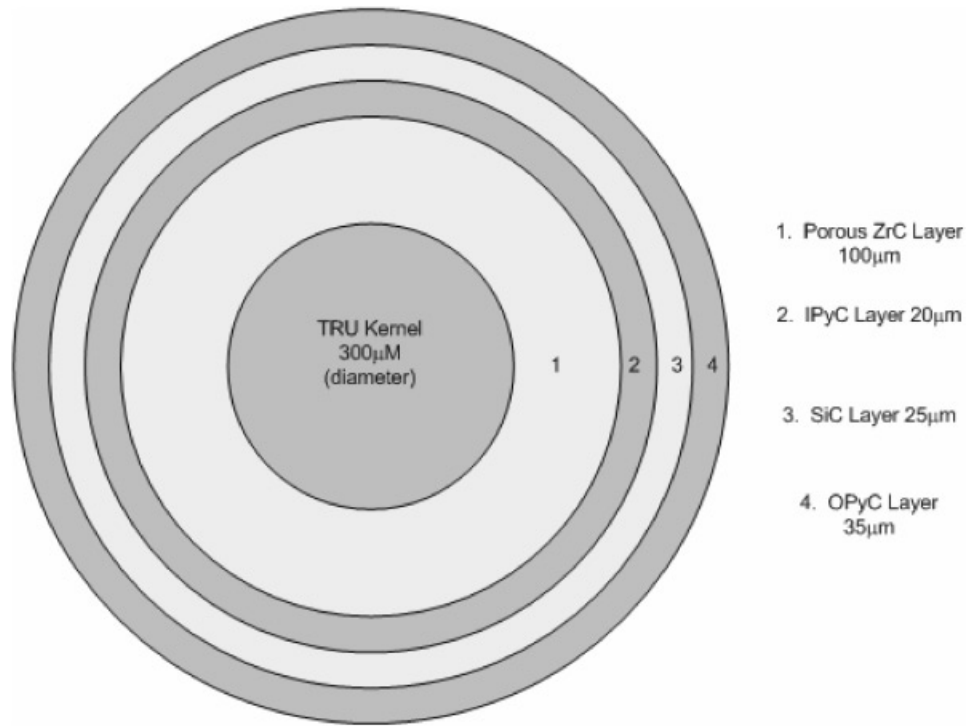 TRU Kernel
300μM
(diameter)
1
2
3
4
1. Porous ZrC Layer
100μm
2. IPyC Layer 20μm
3. SiC Layer 25μm
4. OPyC Layer
35μm